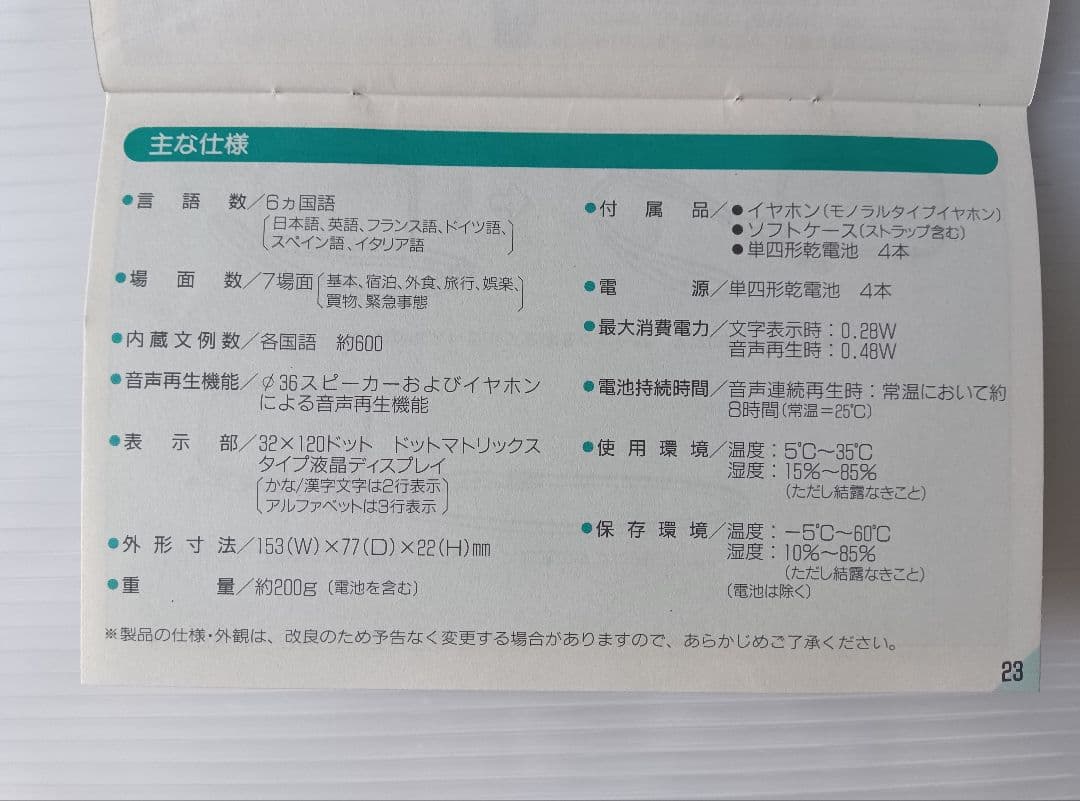 主な仕様
●言語数／6ヵ国語
(日本語、英語、フランス語、ドイツ語、
スペイン語、イタリア語)
●場面数／7場面(基本、宿泊、外食、旅行、娯楽、
買物、緊急事態)
●内蔵文例数／各国語 約600
●音声再生機能／φ36スピーカーおよびイヤホン
による音声再生機能
●表示部／32×120ドット ドットマトリックス
タイプ液晶ディスプレイ
(かな/漢字文字は2行表示
アルファベットは3行表示)
●外形寸法／153(W)×77(D)×22(H)mm
●重量／約200g（電池を含む）
●付属品／●イヤホン(モノラルタイプイヤホン)
●ソフトケース(ストラップ含む)
●単四形乾電池 4本
●電源／単四形乾電池 4本
●最大消費電力／文字表示時：0.28W
音声再生時：0.48W
●電池持続時間／音声連続再生時：常温において約
8時間(常温＝25℃)
●使用環境／温度：5℃～35℃
湿度：15%～85%
(ただし結露なきこと)
●保存環境／温度：－5℃～60℃
湿度：10%～85%
(ただし結露なきこと)
(電池は除く)
※製品の仕様・外観は、改良のため予告なく変更する場合がありますので、あらかじめご了承ください。
23